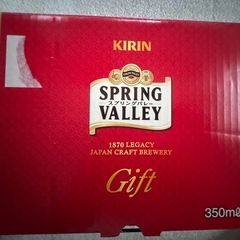 KIRIN
SPRING
スプリングバレー
VALLEY
1870 LEGACY
JAPAN CRAFT BREWERY
Gift
350mℓ